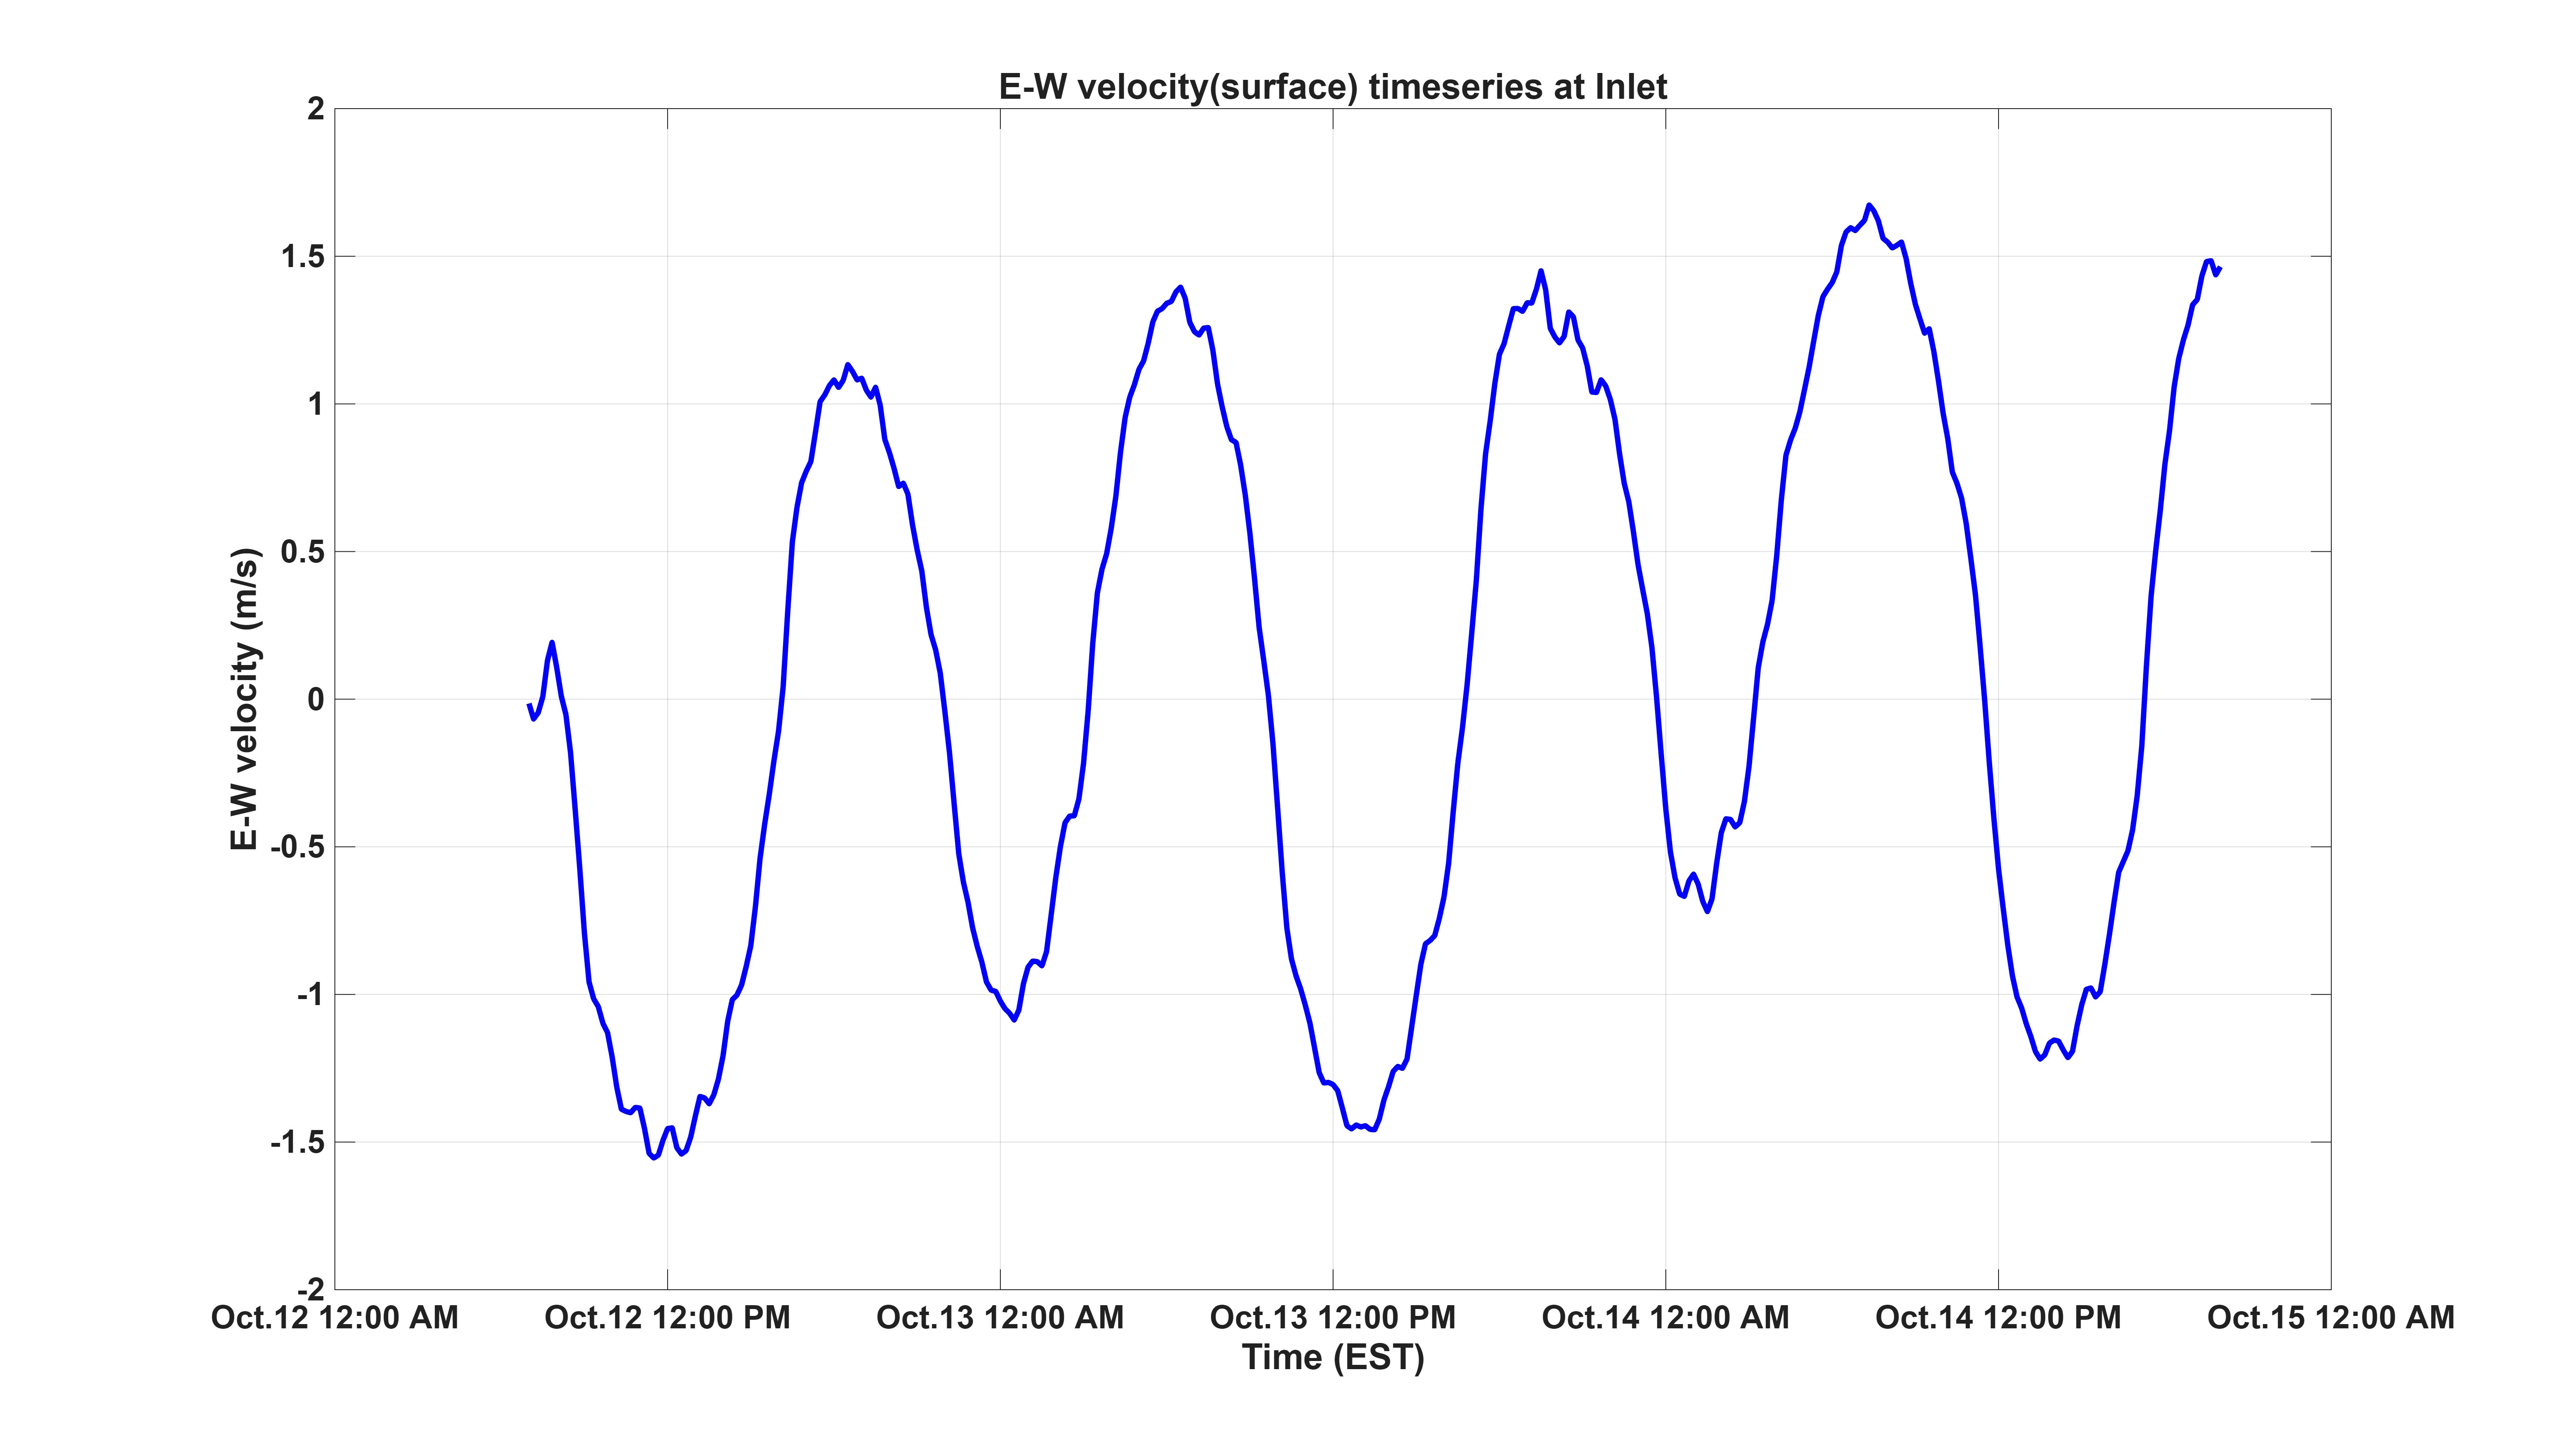 E-W velocity(surface) timeseries at Inlet
2
1.5
1
0.5
0
-0.5
-1
-1.5
-2
E-W velocity (m/s)
Oct.12 12:00 AM
Oct.12 12:00 PM
Oct.13 12:00 AM
Oct.13 12:00 PM
Oct.14 12:00 AM
Oct.14 12:00 PM
Oct.15 12:00 AM
Time (EST)